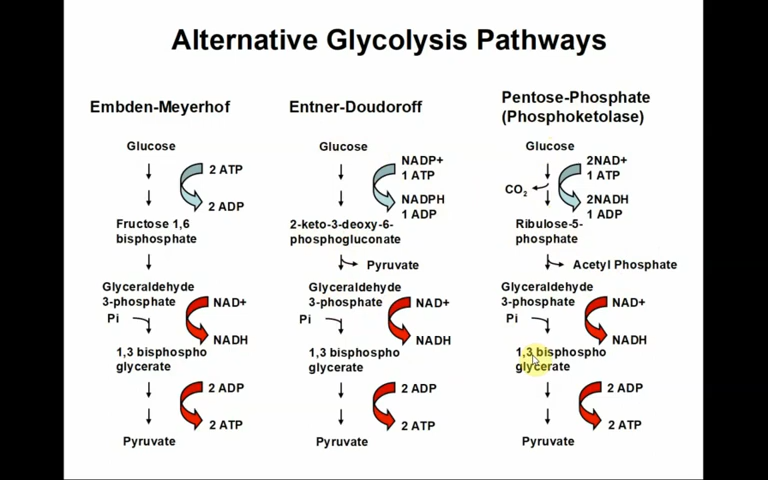 Alternative Glycolysis Pathways
Embden-Meyerhof
Glucose
2 ATP
2 ADP
Fructose 1,6
bisphosphate
Glyceraldehyde
3-phosphate
NAD+
Pi
NADH
1,3 bisphospho
glycerate
2 ADP
2 ATP
Pyruvate
Entner-Doudoroff
Glucose
NADP+
1 ATP
NADPH
1 ADP
2-keto-3-deoxy-6-
phosphogluconate
Pyruvate
Glyceraldehyde
3-phosphate
NAD+
Pi
NADH
1,3 bisphospho
glycerate
2 ADP
2 ATP
Pyruvate
Pentose-Phosphate
(Phosphoketolase)
Glucose
2NAD+
1 ATP
CO₂
2NADH
1 ADP
Ribulose-5-
phosphate
Acetyl Phosphate
Glyceraldehyde
3-phosphate
NAD+
Pi
NADH
1,3 bisphospho
glycerate
2 ADP
2 ATP
Pyruvate